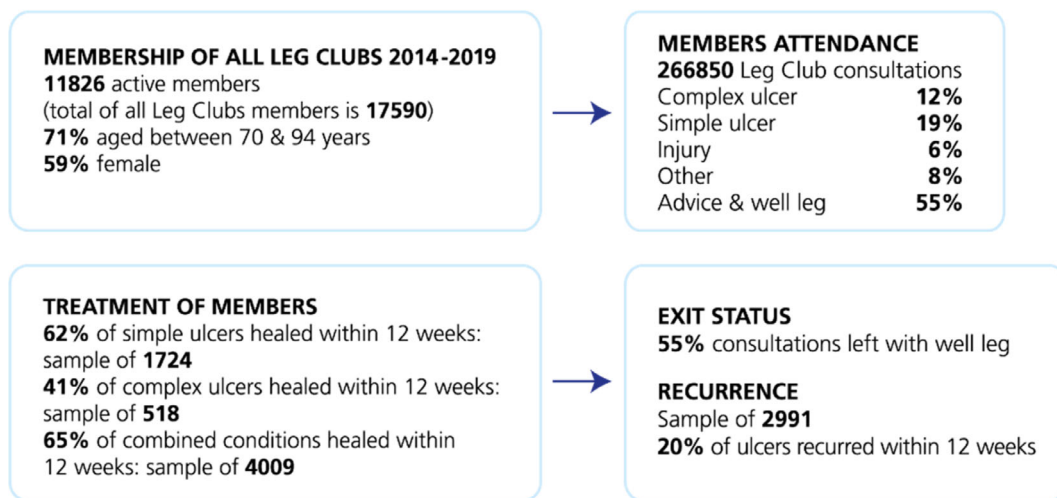 MEMBERSHIP OF ALL LEG CLUBS 2014-2019
11826 active members
(total of all Leg Clubs members is 17590)
71% aged between 70 & 94 years
59% female
MEMBERS ATTENDANCE
266850 Leg Club consultations
Complex ulcer 12%
Simple ulcer 19%
Injury 6%
Other 8%
Advice & well leg 55%
TREATMENT OF MEMBERS
62% of simple ulcers healed within 12 weeks:
sample of 1724
41% of complex ulcers healed within 12 weeks:
sample of 518
65% of combined conditions healed within
12 weeks: sample of 4009
EXIT STATUS
55% consultations left with well leg
RECURRENCE
Sample of 2991
20% of ulcers recurred within 12 weeks